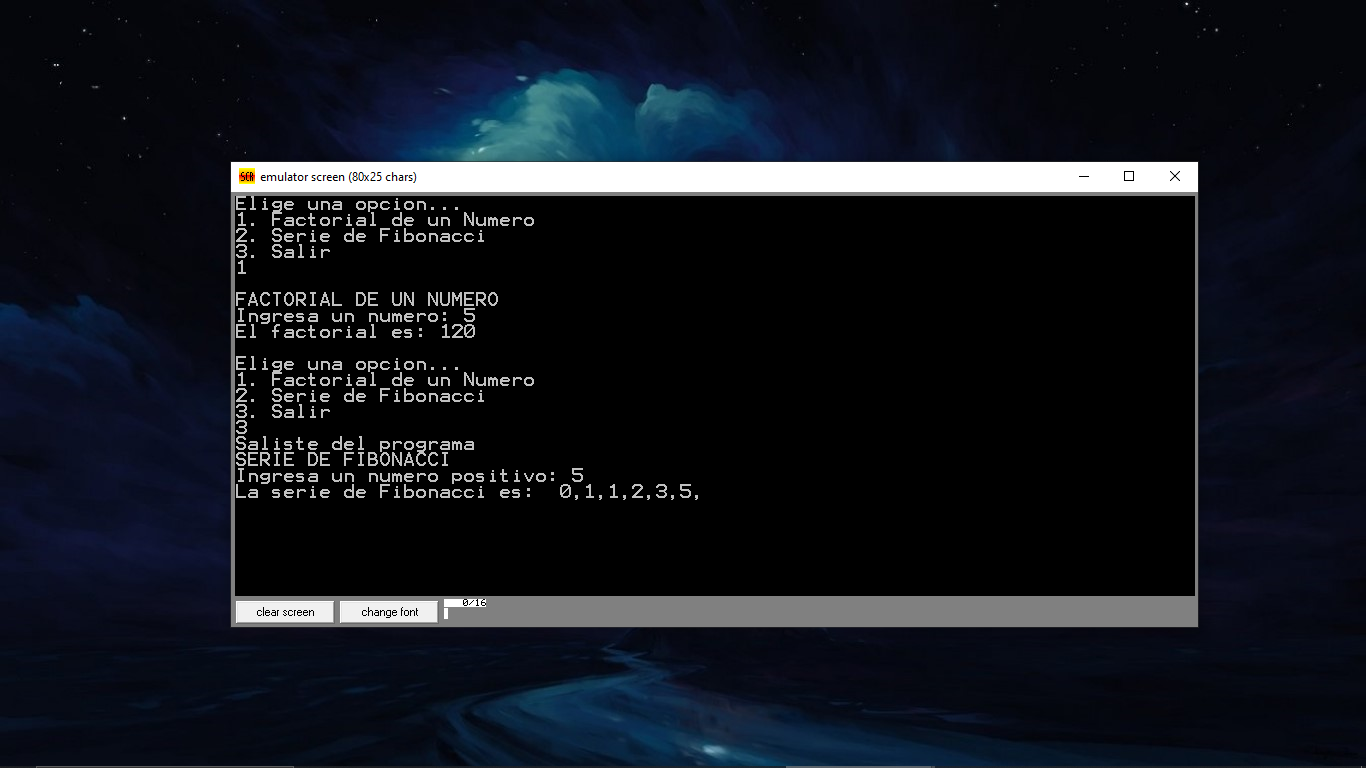 SCR emulator screen (80x25 chars)
Elige una opcion...
1. Factorial de un Numero
2. Serie de Fibonacci
3. Salir
1
FACTORIAL DE UN NUMERO
Ingresa un numero: 5
El factorial es: 120
Elige una opcion...
1. Factorial de un Numero
2. Serie de Fibonacci
3. Salir
3
Saliste del programa
SERIE DE FIBONACCI
Ingresa un numero positivo: 5
La serie de Fibonacci es:  0,1,1,2,3,5,
clear screen change font 0/16